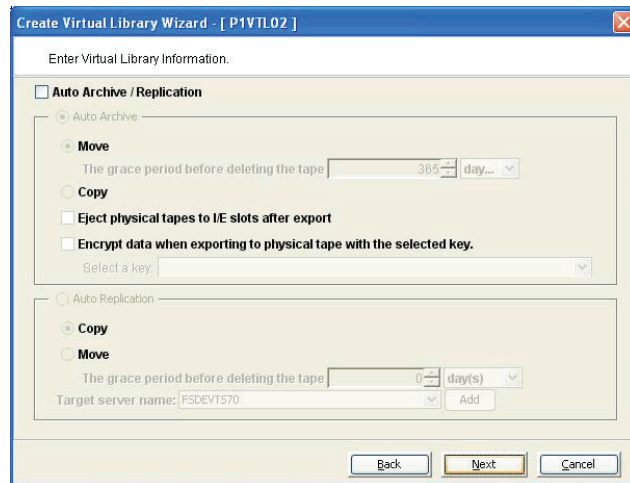 Create Virtual Library Wizard - [ P1VTL02 ]
Enter Virtual Library Information.
Auto Archive / Replication
Auto Archive
Move
The grace period before deleting the tape 365 day...
Copy
Eject physical tapes to I/E slots after export
Encrypt data when exporting to physical tape with the selected key.
Select a key:
Auto Replication
Copy
Move
The grace period before deleting the tape 0 day(s)
Target server name: FSDEVTS70 Add
Back Next Cancel